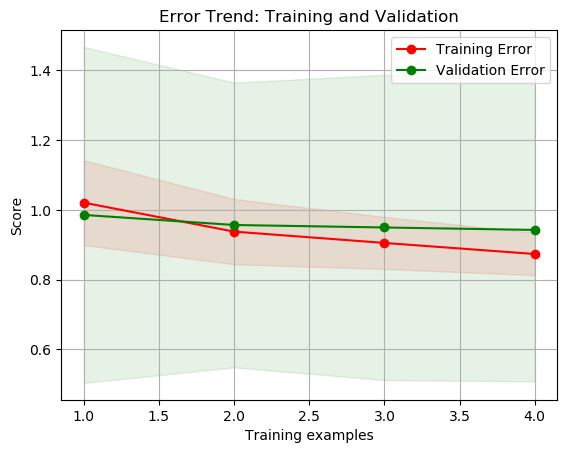 Error Trend: Training and Validation
Training Error
Validation Error
Score
1.4
1.2
1.0
0.8
0.6
1.0 1.5 2.0 2.5 3.0 3.5 4.0
Training examples